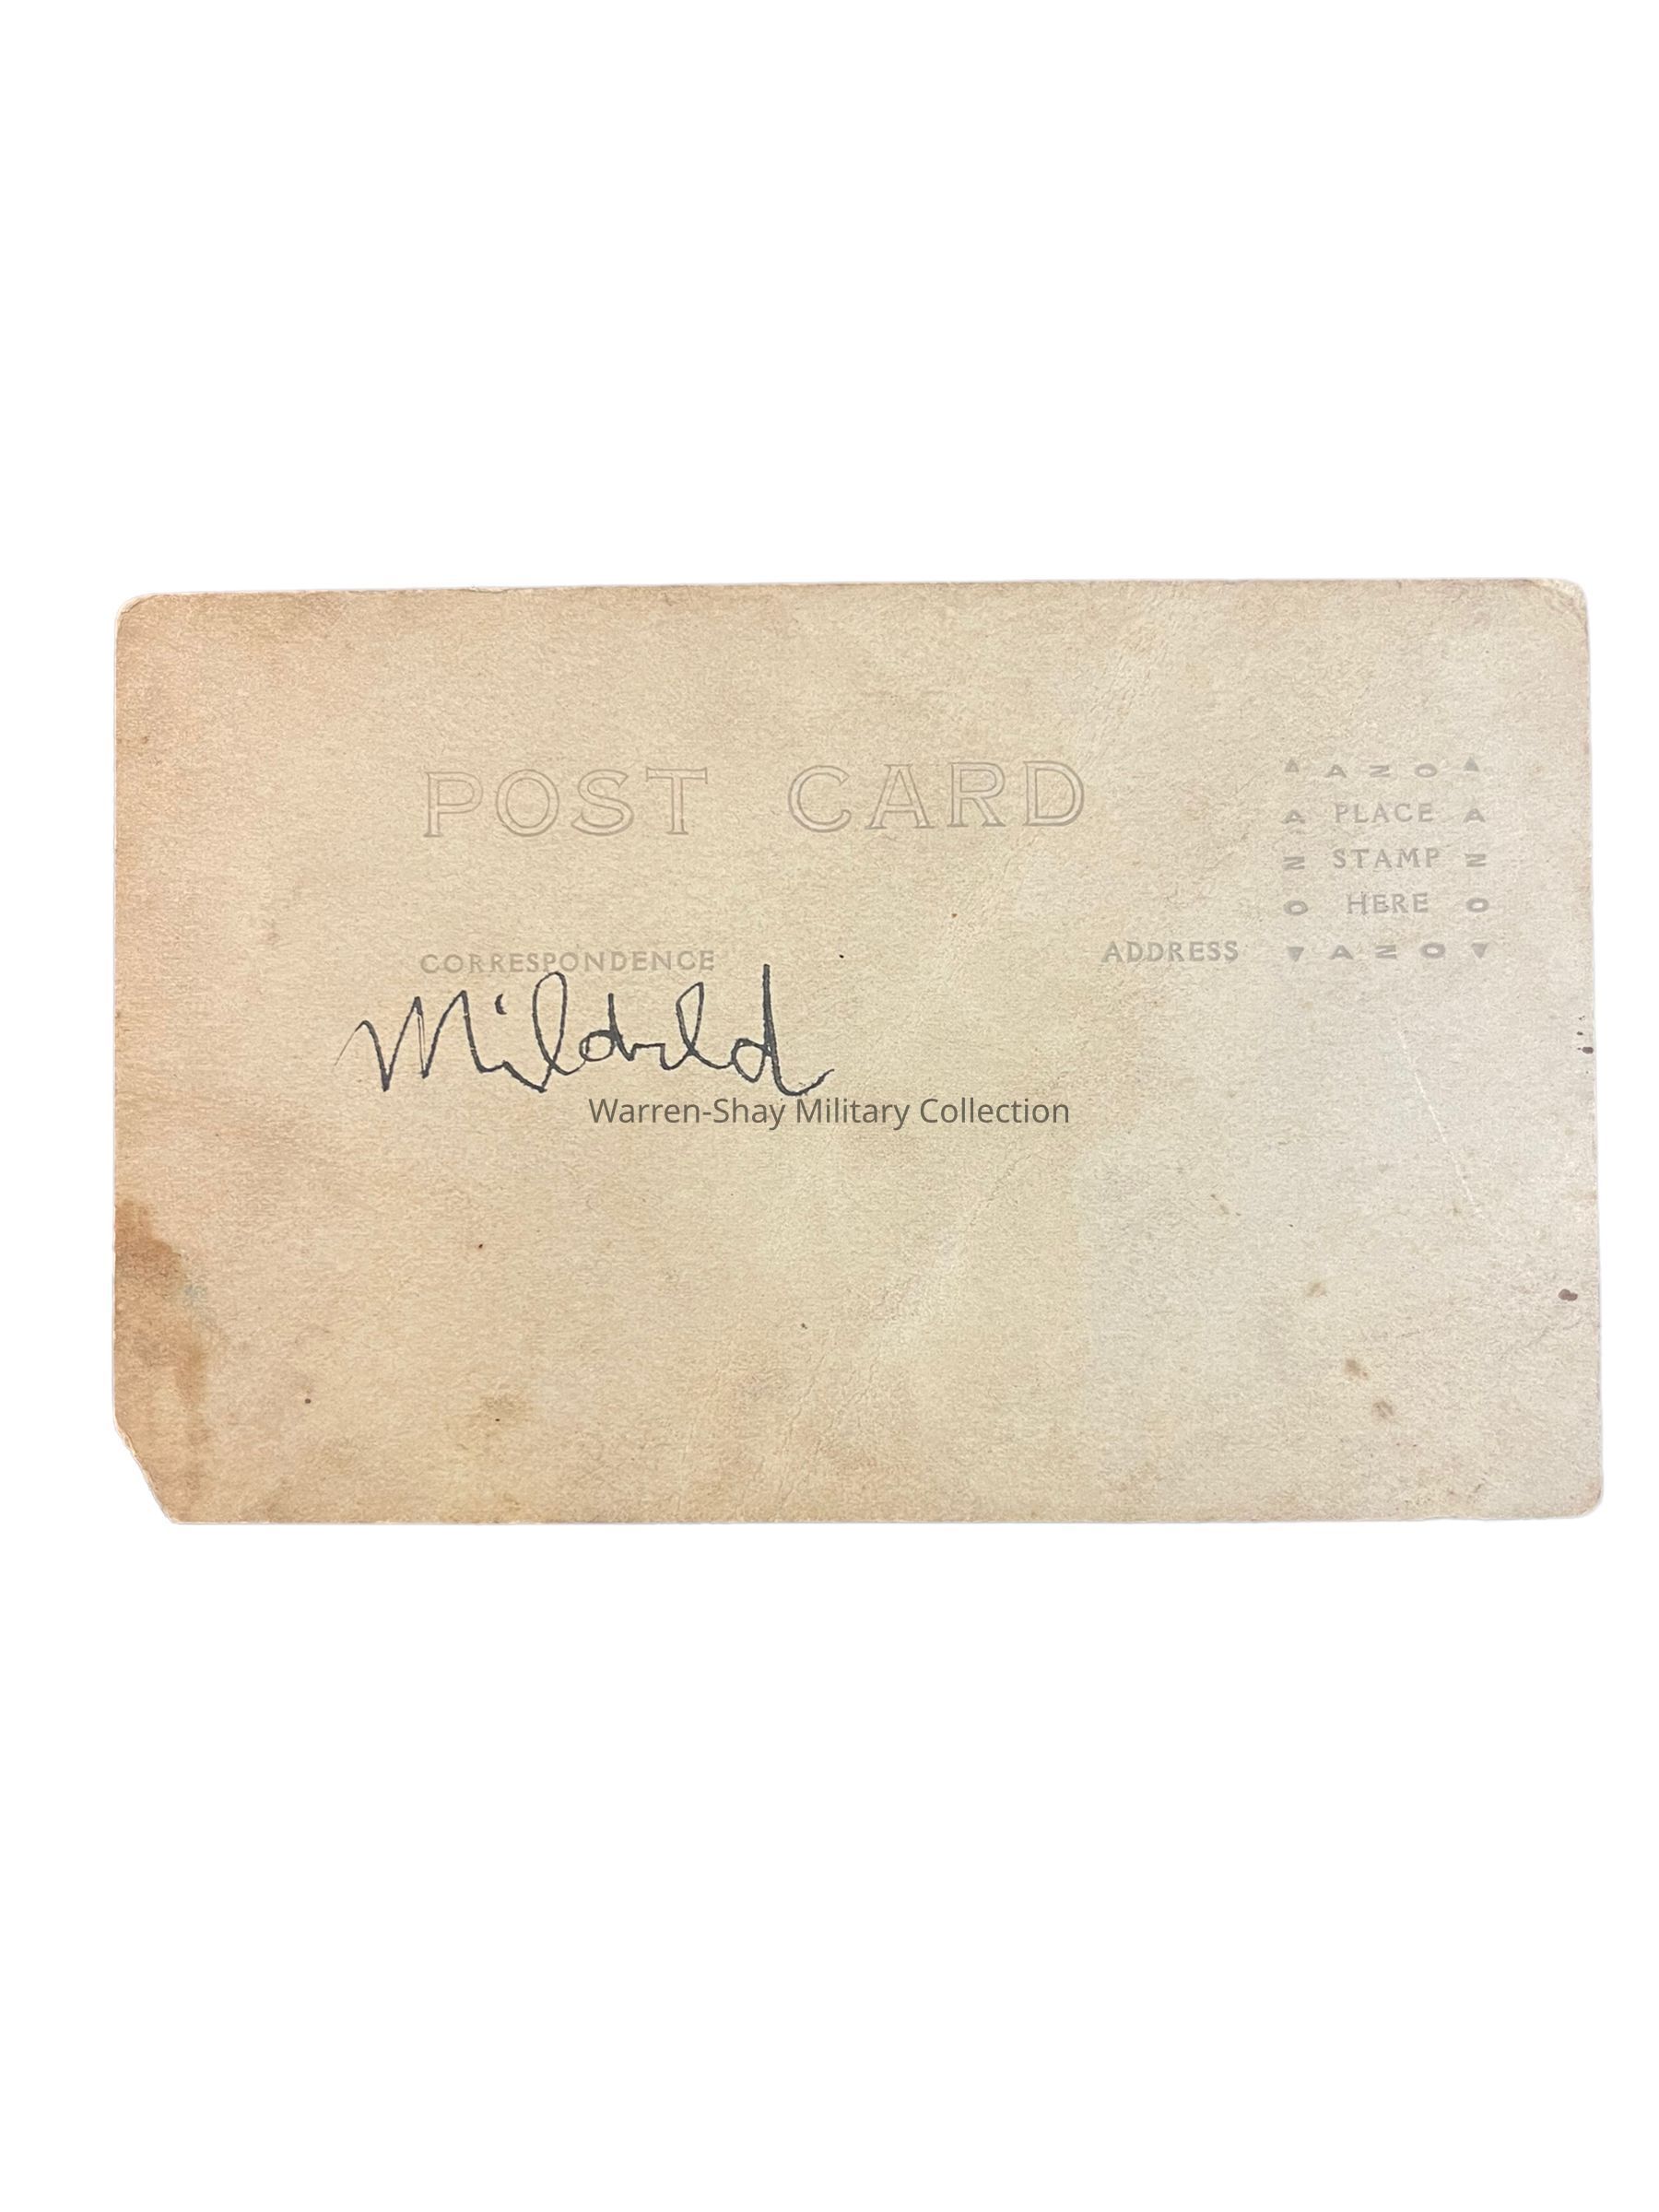 POST CARD
▲ AZO ▲
A PLACE A
N STAMP N
O HERE O
▼ AZO ▼
CORRESPONDENCE
ADDRESS
Mildred
Warren-Shay Military Collection